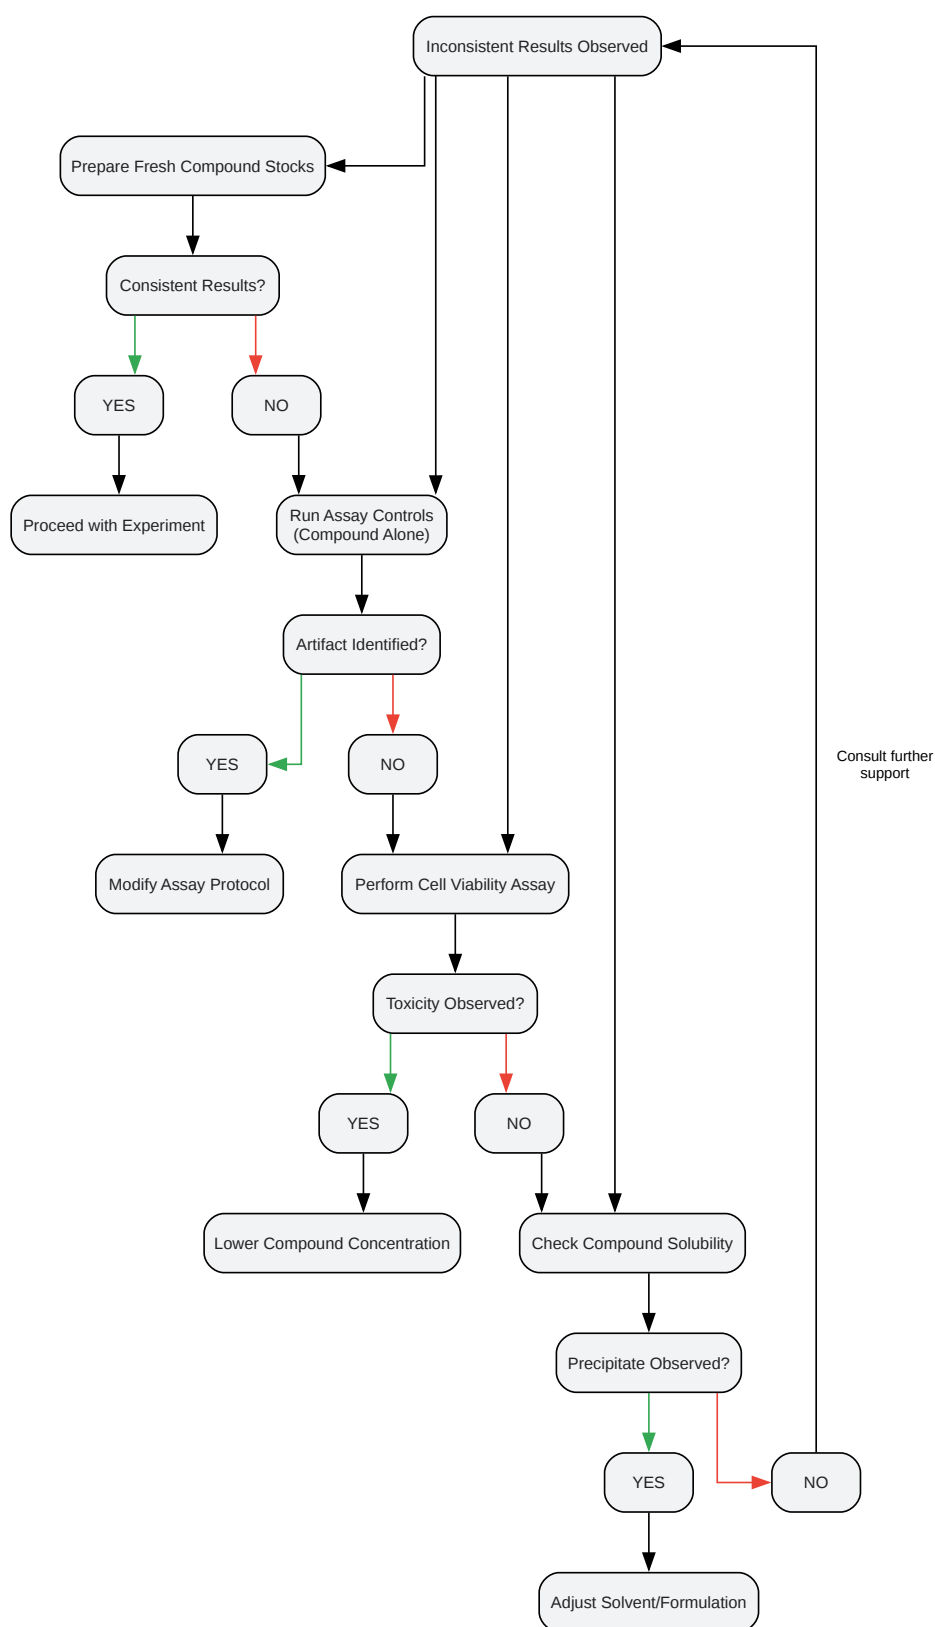 Inconsistent Results Observed
Prepare Fresh Compound Stocks
Consistent Results?
YES
NO
Proceed with Experiment
Run Assay Controls
(Compound Alone)
Artifact Identified?
YES
NO
Consult further
support
Modify Assay Protocol
Perform Cell Viability Assay
Toxicity Observed?
YES
NO
Lower Compound Concentration
Check Compound Solubility
Precipitate Observed?
YES
NO
Adjust Solvent/Formulation